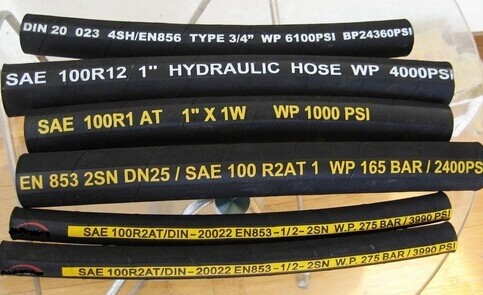 DIN 20 023 4SH/EN856 TYPE 3/4" WP 6100PSI BP24360PSI
SAE 100R12 1" HYDRAULIC HOSE WP 4000PSI
SAE 100R1 AT 1" X 1W WP 1000 PSI
EN 853 2SN DN25 / SAE 100 R2AT 1 WP 165 BAR / 2400PS
SAE 100R2AT/DIN-20022 EN853-1/2-2SN W.P. 275 BAR / 3990 PSI
SAE 100R2AT/DIN-20022 EN853-1/2-2SN W.P. 275 BAR / 3990 PSI